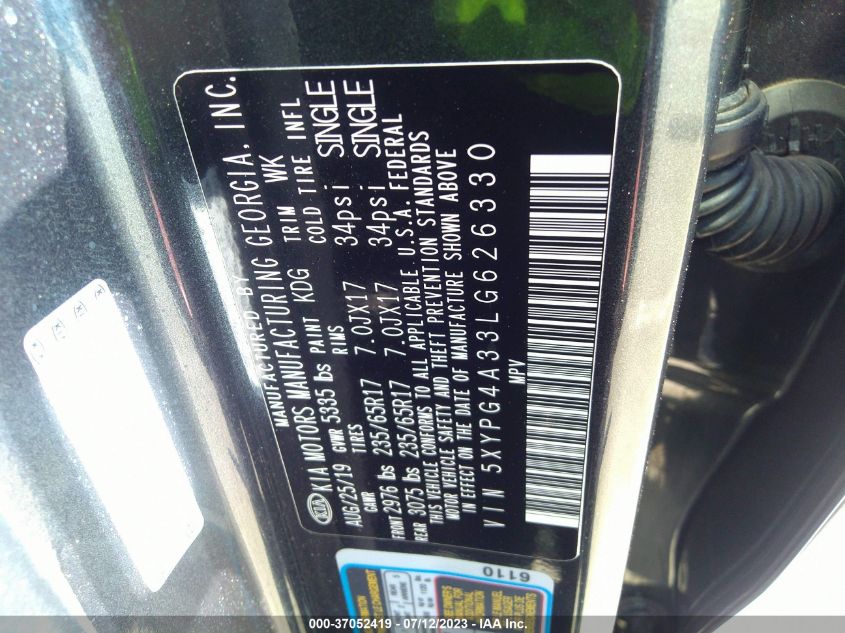 MANUFACTURED BY
KIA KIA MOTORS MANUFACTURING GEORGIA, INC.
AUG/25/19 GVWR 5335 lbs PAINT KDG TRIM WK
GAWR TIRES RIMS COLD TIRE INFL
FRONT 2976 lbs 235/65R17 7.0JX17 34psi SINGLE
REAR 3075 lbs 235/65R17 7.0JX17 34psi SINGLE
THIS VEHICLE CONFORMS TO ALL APPLICABLE U.S.A. FEDERAL
MOTOR VEHICLE SAFETY AND THEFT PREVENTION STANDARDS
IN EFFECT ON THE DATE OF MANUFACTURE SHOWN ABOVE
VIN 5XYPG4A33LG626330
MPV
6110
000-37052419 - 07/12/2023 - IAAI.com